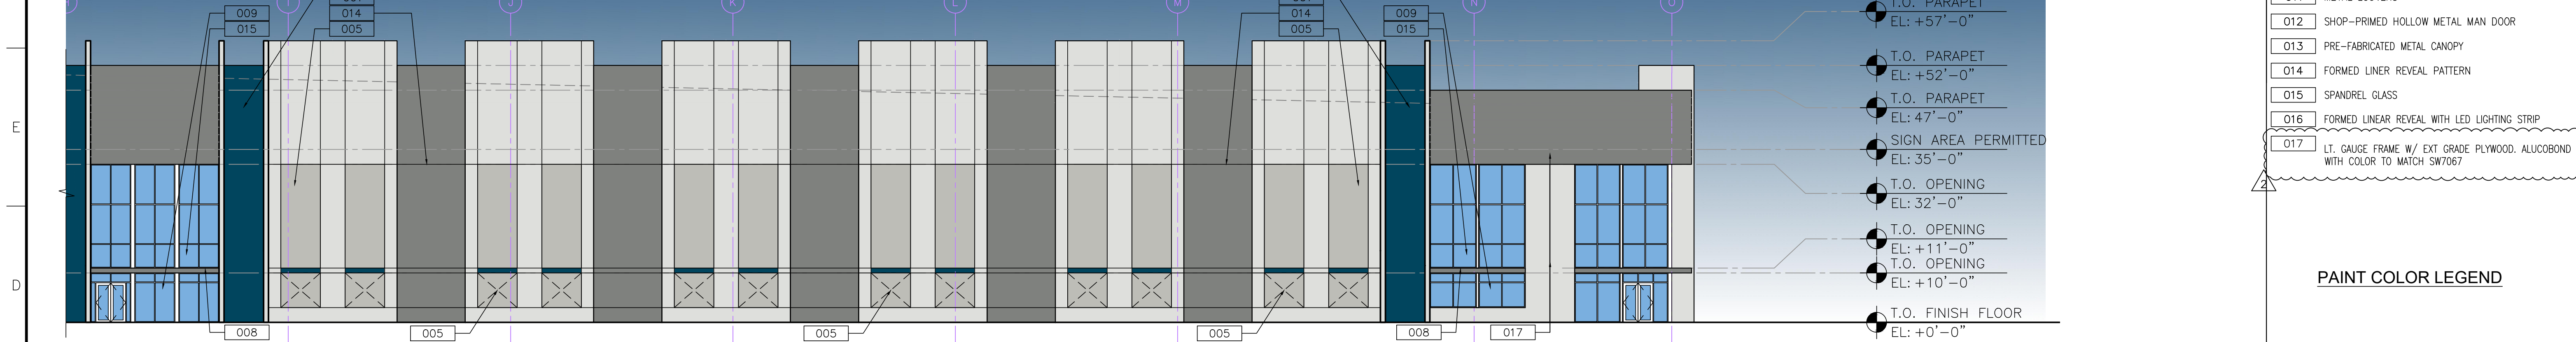 I
J
K
L
M
N
009
015
014
005
014
005
009
015
T.O. PARAPET
EL: +57'-0"
T.O. PARAPET
EL: +52'-0"
T.O. PARAPET
EL: 47'-0"
SIGN AREA PERMITTED
EL: 35'-0"
T.O. OPENING
EL: 32'-0"
T.O. OPENING
EL: +11'-0"
T.O. OPENING
EL: +10'-0"
T.O. FINISH FLOOR
EL: +0'-0"
E
D
008
005
005
005
008
017
012 SHOP-PRIMED HOLLOW METAL MAN DOOR
013 PRE-FABRICATED METAL CANOPY
014 FORMED LINER REVEAL PATTERN
015 SPANDREL GLASS
016 FORMED LINEAR REVEAL WITH LED LIGHTING STRIP
017 LT. GAUGE FRAME W/ EXT GRADE PLYWOOD. ALUCOBOND
WITH COLOR TO MATCH SW7067
2
PAINT COLOR LEGEND